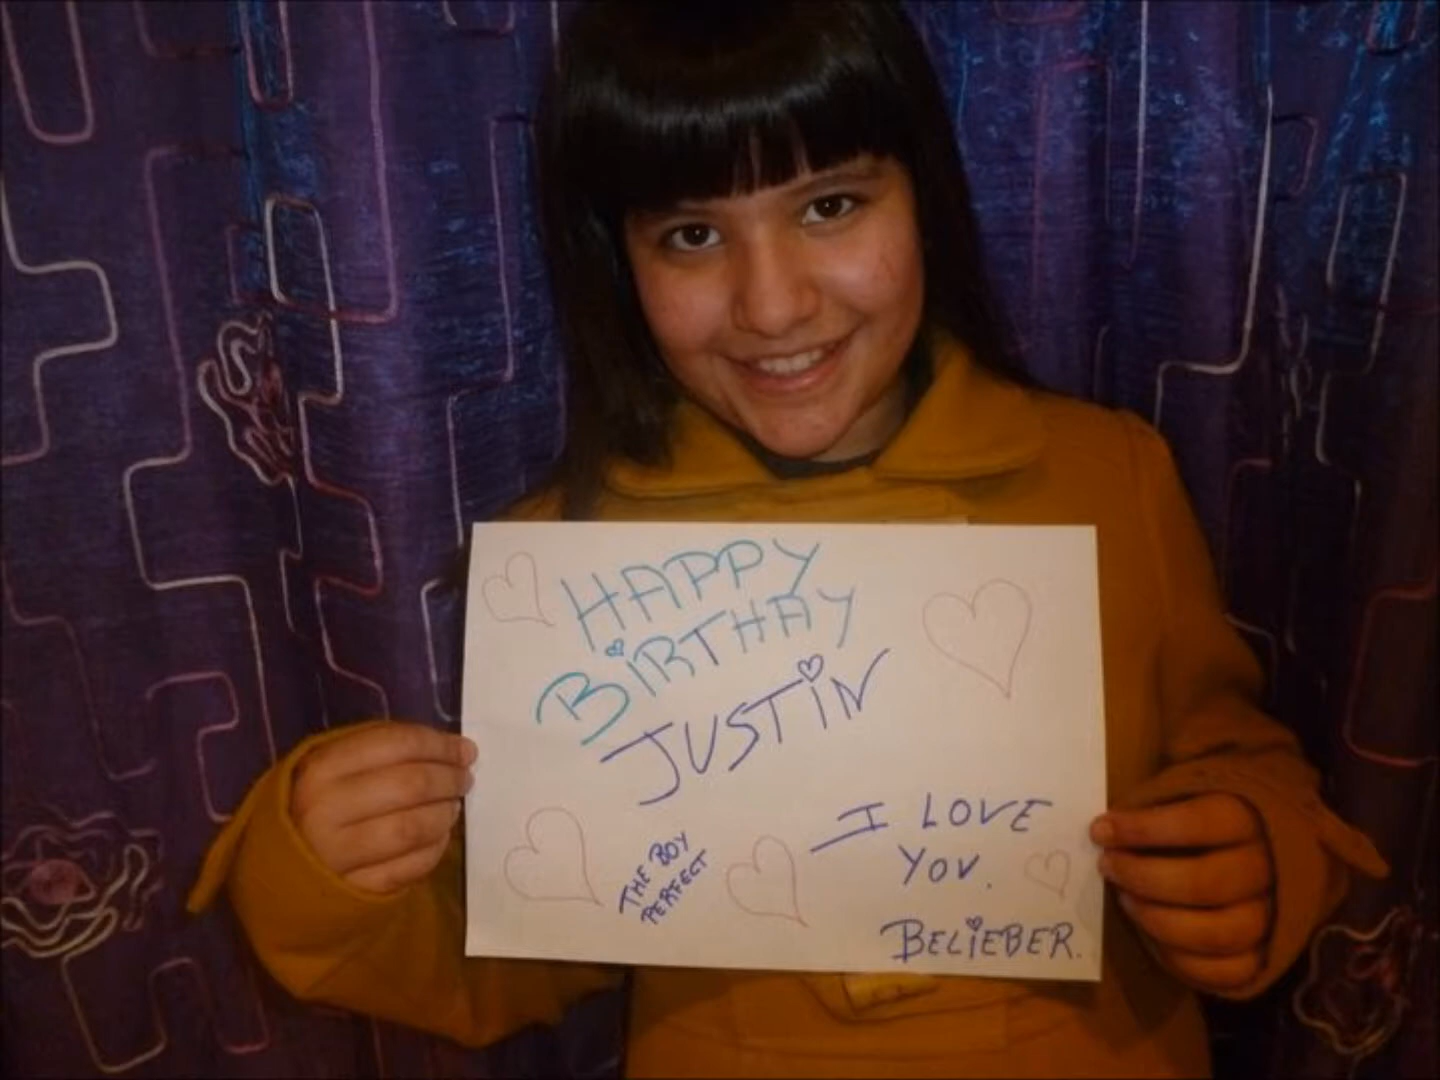 HAPPY
BIRTHAY
JUSTIN
THE BOY
PERFECT
I LOVE
YOU.
BELIEBER.